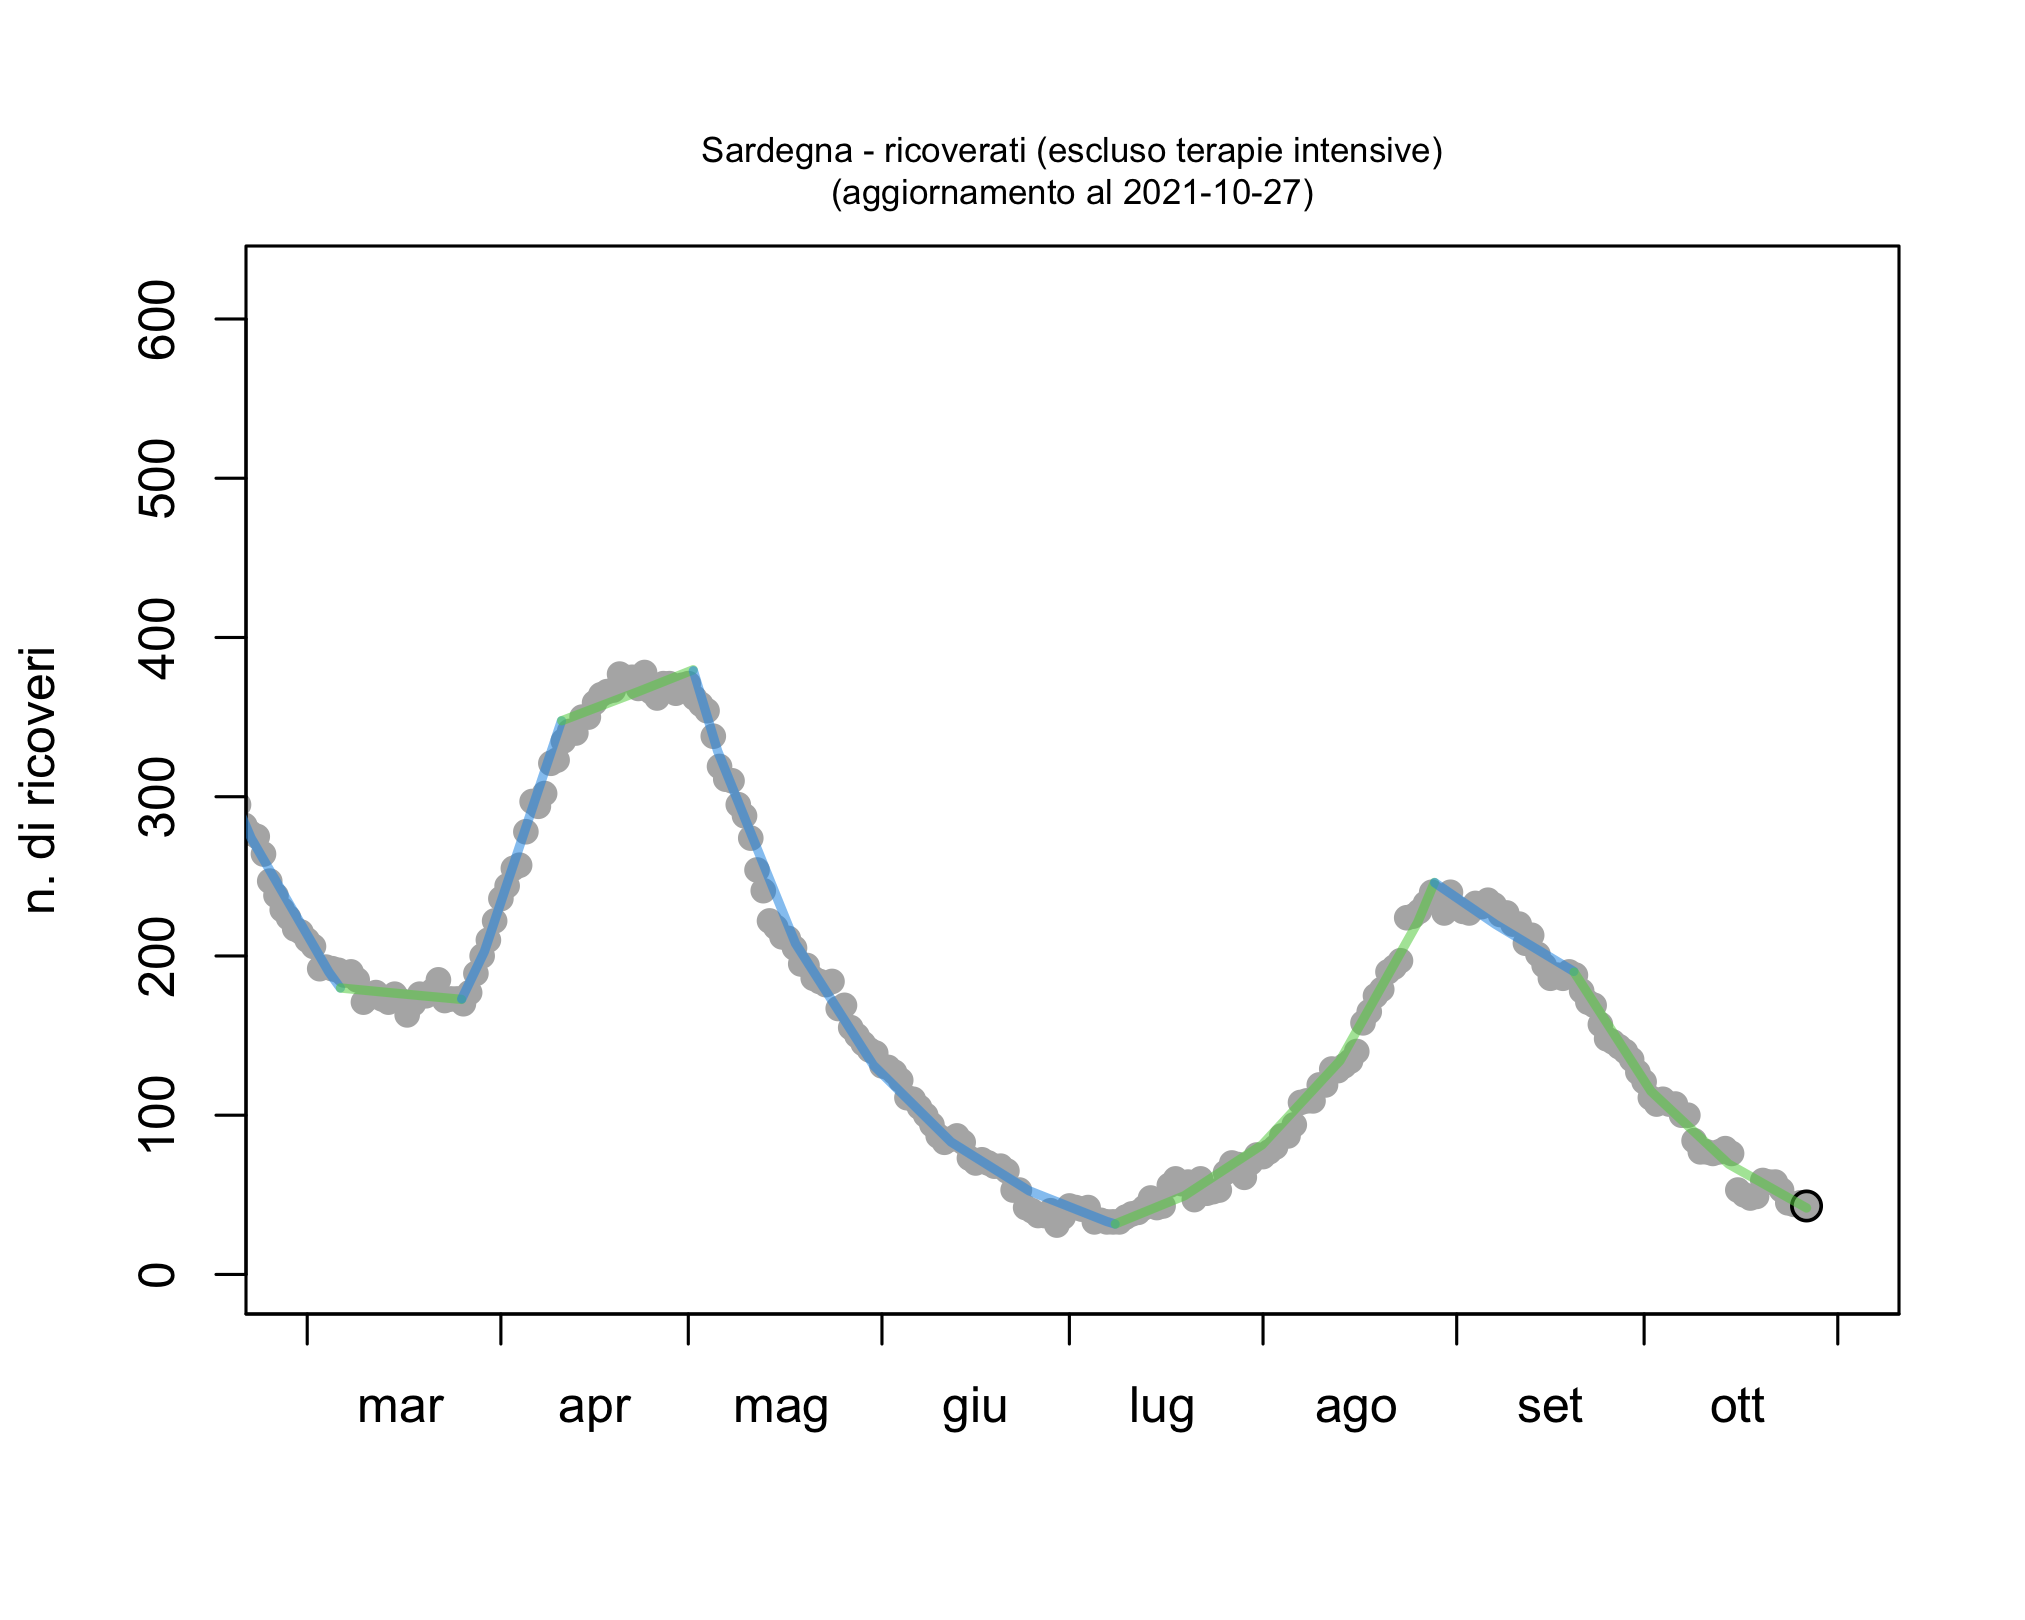 Sardegna - ricoverati (escluso terapie intensive)
(aggiornamento al 2021-10-27)
n. di ricoveri
600
500
400
300
200
100
0
mar apr mag giu lug ago set ott